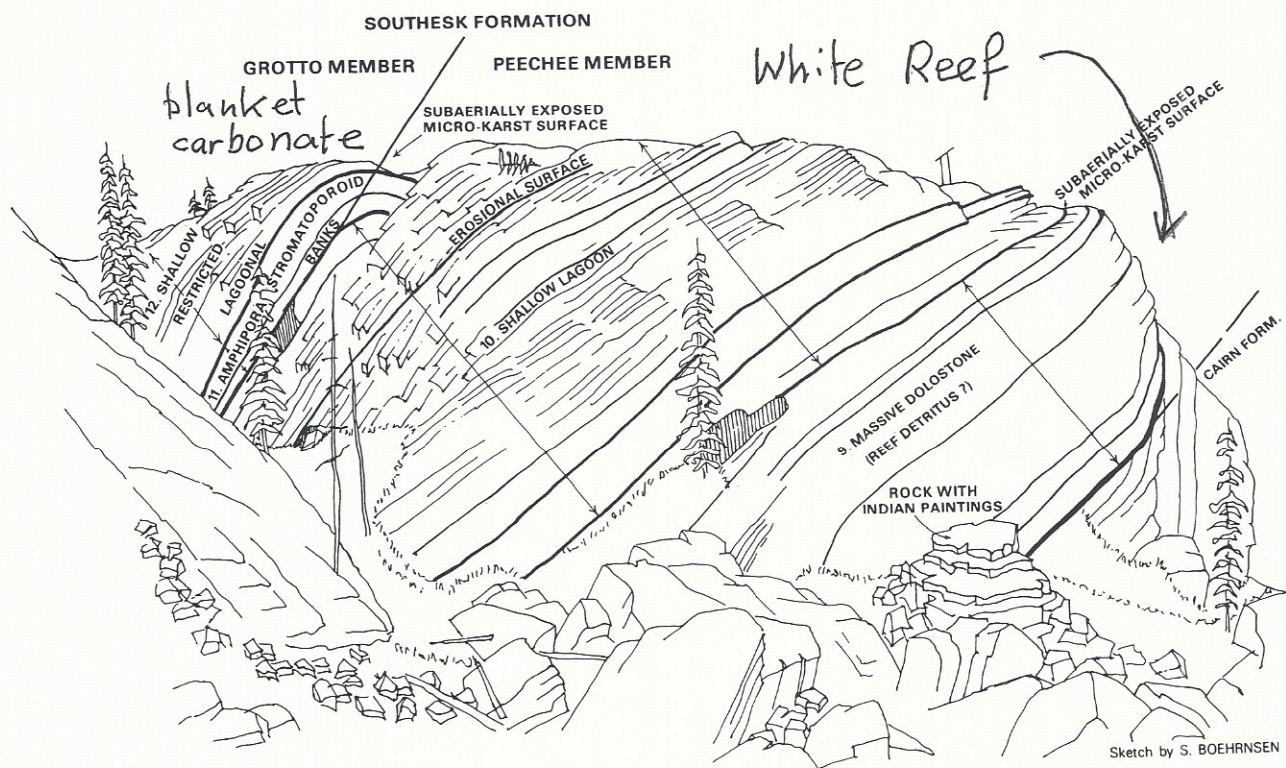 SOUTHESK FORMATION
GROTTO MEMBER
PEECHEE MEMBER
White Reef
blanket
carbonate
SUBAERIALLY EXPOSED
MICRO-KARST SURFACE
SUBAERIALLY EXPOSED
MICRO-KARST SURFACE
EROSIONAL SURFACE
12. SHALLOW
RESTRICTED
LAGOONAL
11. AMPHIPORA STROMATOPOROID
BANKS
10. SHALLOW LAGOON
9. MASSIVE DOLOSTONE
(REEF DETRITUS ?)
CAIRN FORM.
ROCK WITH
INDIAN PAINTINGS
Sketch by S. BOEHRNSEN